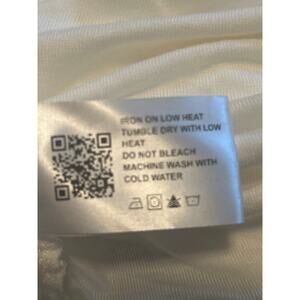 IRON ON LOW HEAT
TUMBLE DRY WITH LOW
HEAT
DO NOT BLEACH
MACHINE WASH WITH
COLD WATER